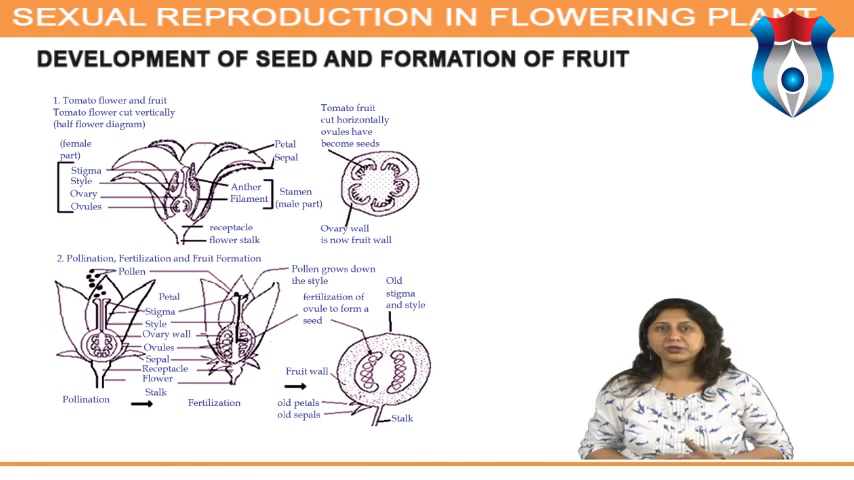 SEXUAL REPRODUCTION IN FLOWERING PLANT
DEVELOPMENT OF SEED AND FORMATION OF FRUIT
1. Tomato flower and fruit
Tomato flower cut vertically
(half flower diagram)
(female
part)
Stigma
Style
Ovary
Ovules
Petal
Sepal
Anther
Filament
Stamen
(male part)
receptacle
flower stalk
Tomato fruit
cut horizontally
ovules have
become seeds
Ovary wall
is now fruit wall
2. Pollination, Fertilization and Fruit Formation
Pollen
Petal
Stigma
Style
Ovary wall
Ovules
Sepal
Receptacle
Flower
Stalk
Pollination
Fertilization
Pollen grows down
the style
fertilization of
ovule to form a
seed
Old
stigma
and style
Fruit wall
old petals
old sepals
Stalk